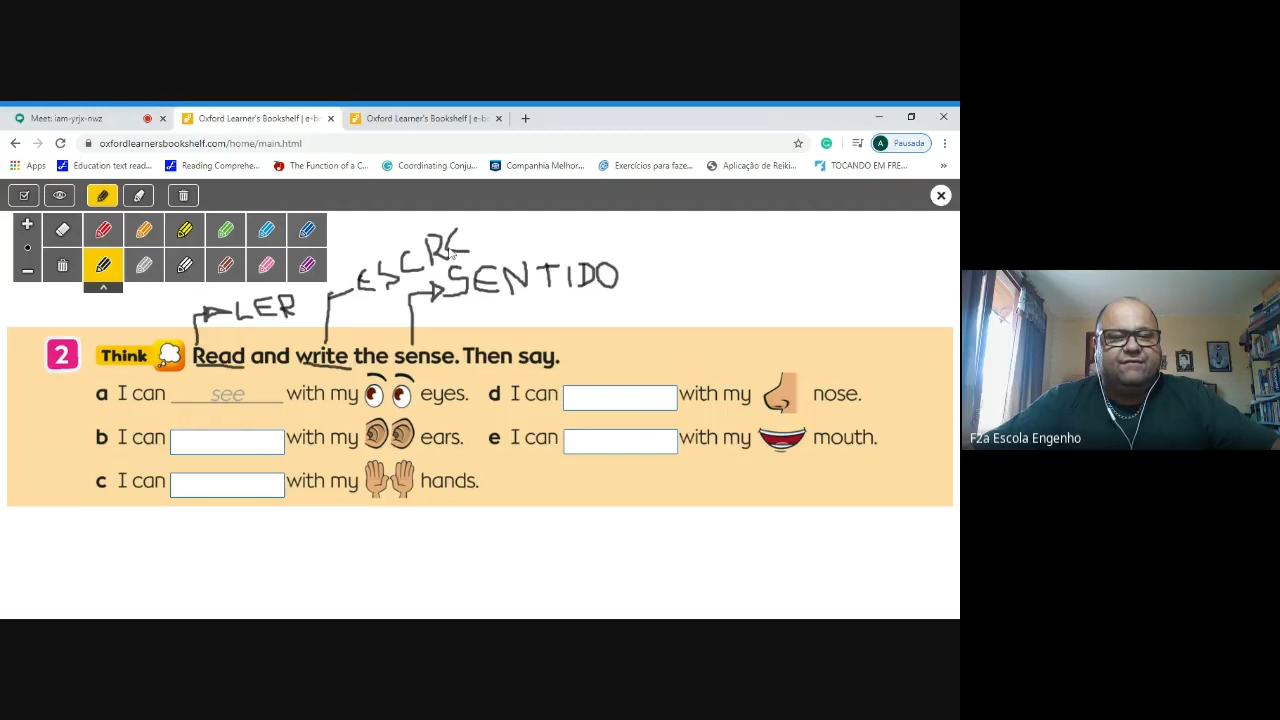 Meet: iam-yrjx-nwz
Oxford Learner's Bookshelf | e-bo
Oxford Learner's Bookshelf | e-bo
oxfordlearnersbookshelf.com/home/main.html
A Pausada
Apps
Education text read...
Reading Comprehe...
The Function of a C...
Coordinating Conju...
Companhia Melhor...
Exercícios para faze...
Aplicação de Reiki...
TOCANDO EM FRE...
ESCRE
SENTIDO
LER
2 Think Read and write the sense. Then say.
a I can see with my eyes.
b I can with my ears.
c I can with my hands.
d I can with my nose.
e I can with my mouth.
F2a Escola Engenho